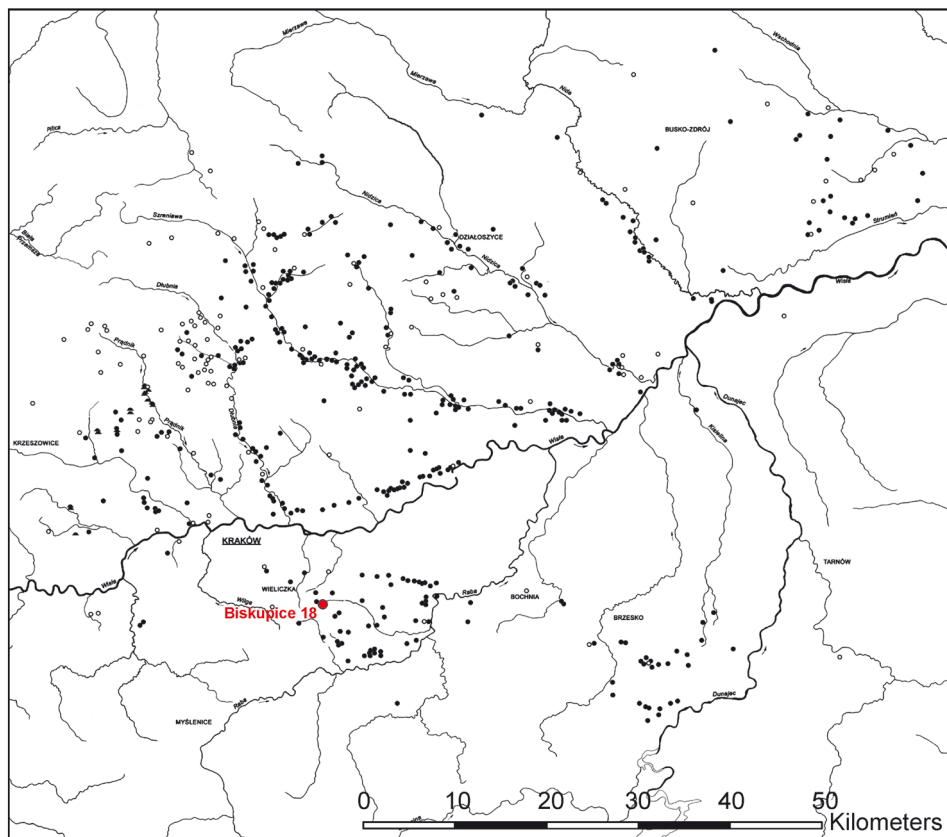 Mierzawa
Wschodnia
Mierzawa
Nida
Pilica
BUSKO-ZDRÓJ
Nidzica
Szreniawa
Strumień
Biała
Przemsza
DZIAŁOSZYCE
Nidzica
Dłubnia
Wisła
Prądnik
Dunajec
Prądnik
Dłubnia
Kisielina
KRZESZOWICE
Wisła
KRAKÓW
TARNÓW
Wisła
WIELICZKA
Raba
BOCHNIA
Wilga
Biskupice 18
BRZESKO
Dunajec
Raba
MYŚLENICE
0 10 20 30 40 50
Kilometers